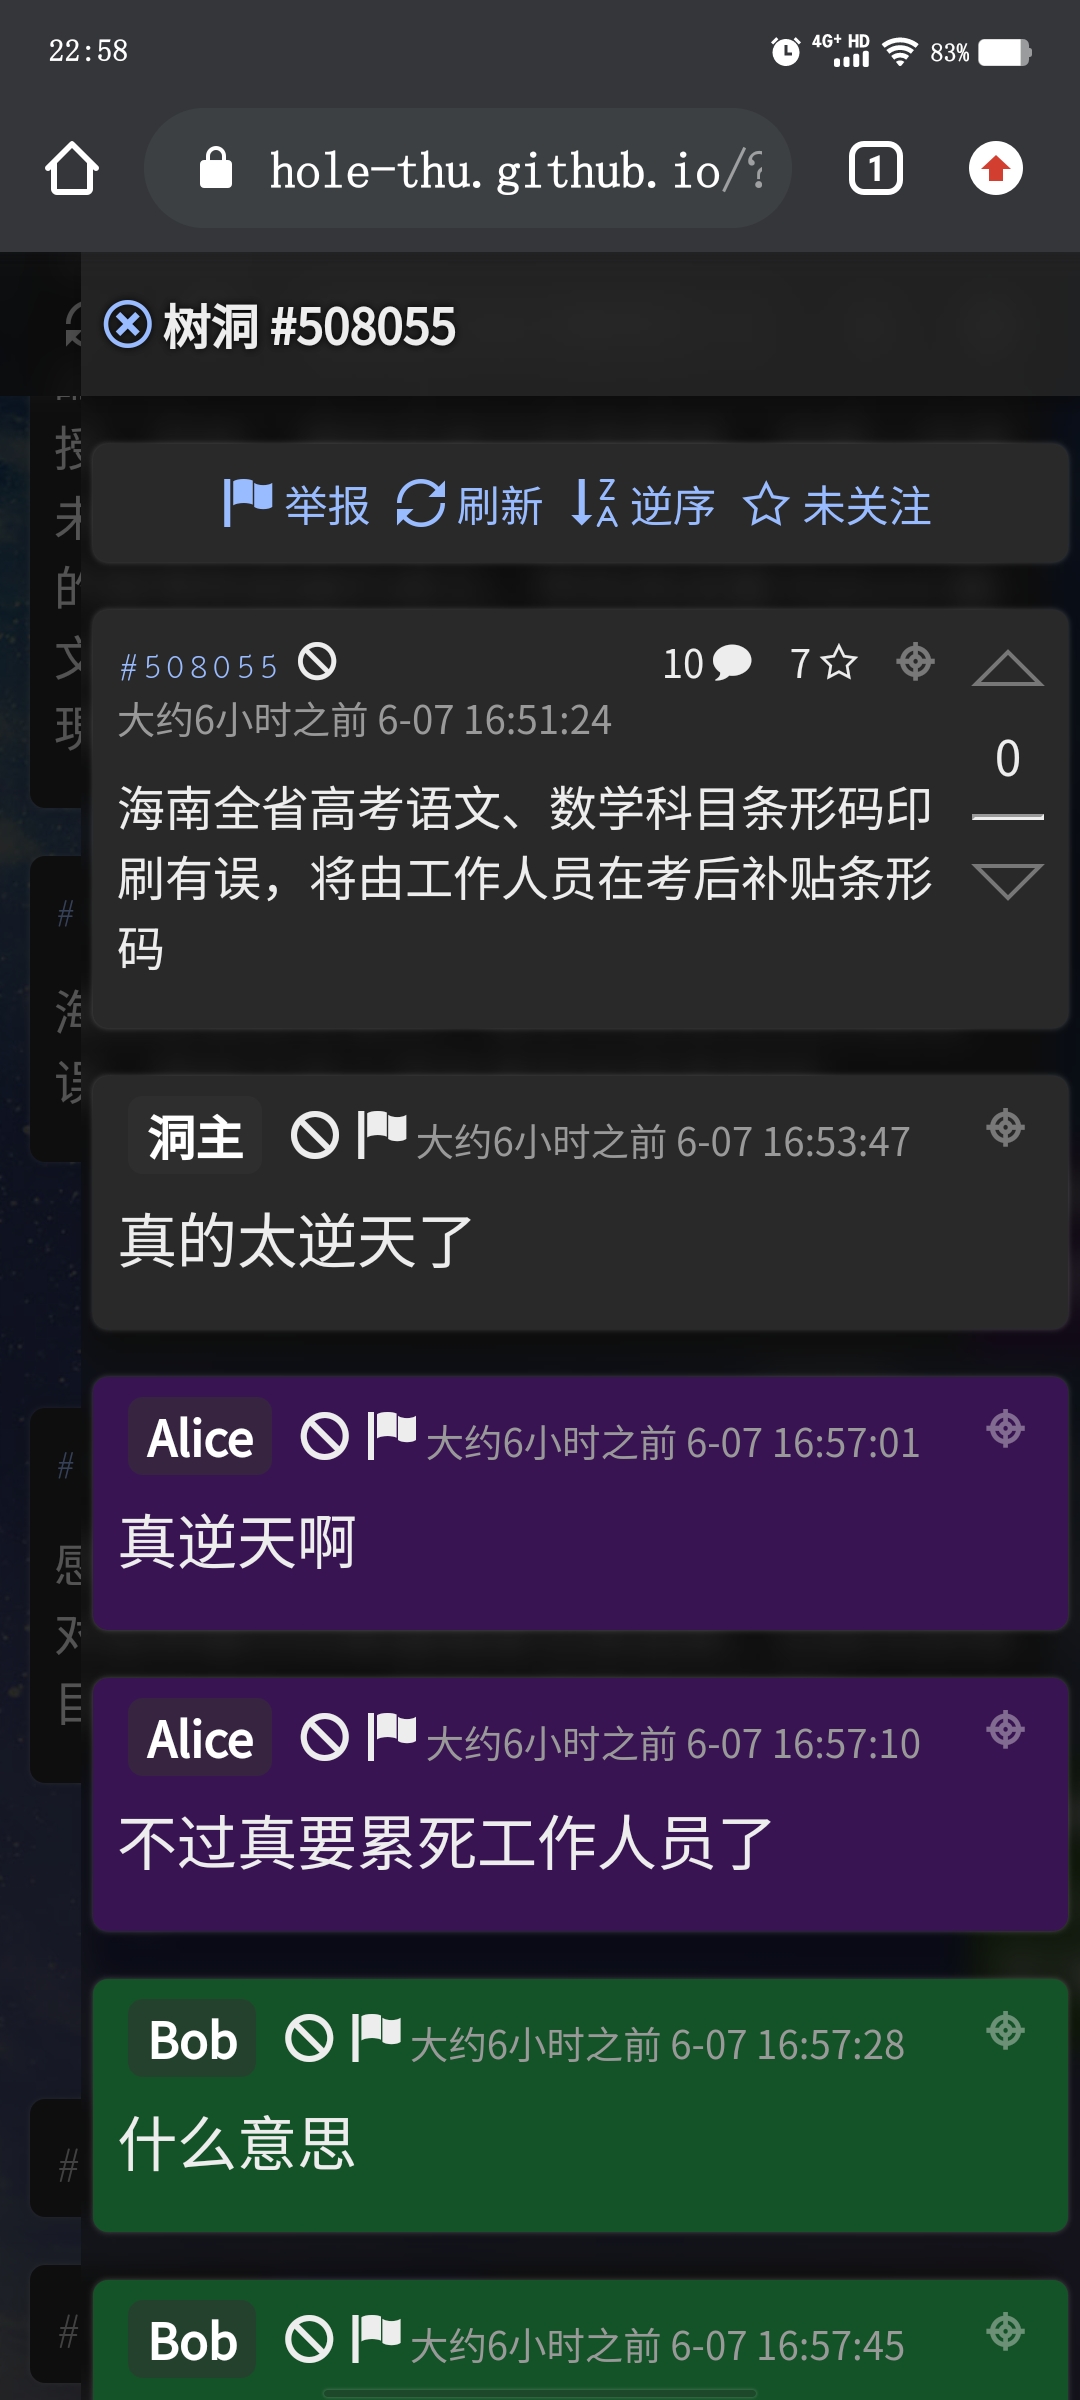 22:58
4G+ HD
83%
hole-thu.github.io/?
1
树洞 #508055
举报 刷新 逆序 未关注
#508055 10 7
大约6小时之前 6-07 16:51:24
0
海南全省高考语文、数学科目条形码印
刷有误，将由工作人员在考后补贴条形
码
洞主 大约6小时之前 6-07 16:53:47
真的太逆天了
Alice 大约6小时之前 6-07 16:57:01
真逆天啊
Alice 大约6小时之前 6-07 16:57:10
不过真要累死工作人员了
Bob 大约6小时之前 6-07 16:57:28
什么意思
Bob 大约6小时之前 6-07 16:57:45